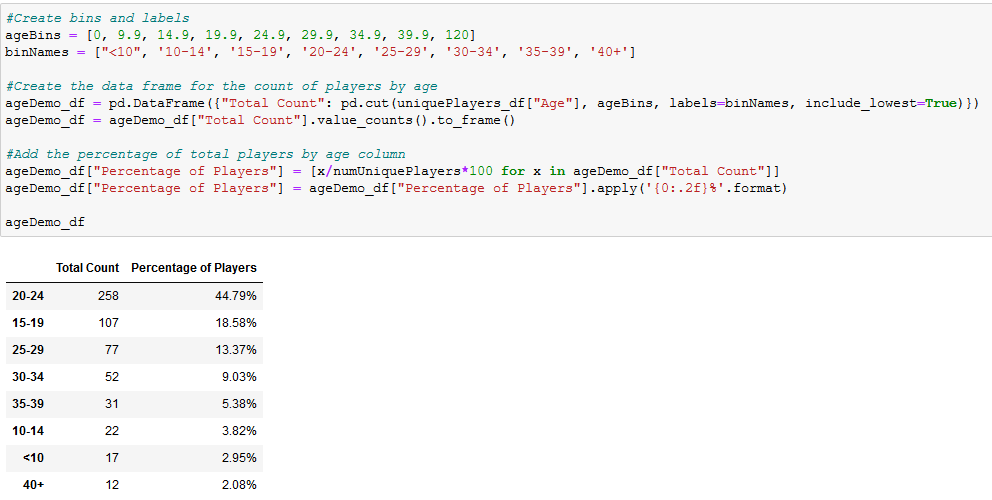 #Create bins and labels
ageBins = [0, 9.9, 14.9, 19.9, 24.9, 29.9, 34.9, 39.9, 120]
binNames = ["<10", '10-14', '15-19', '20-24', '25-29', '30-34', '35-39', '40+']
#Create the data frame for the count of players by age
ageDemo_df = pd.DataFrame({"Total Count": pd.cut(uniquePlayers_df["Age"], ageBins, labels=binNames, include_lowest=True)})
ageDemo_df = ageDemo_df["Total Count"].value_counts().to_frame()
#Add the percentage of total players by age column
ageDemo_df["Percentage of Players"] = [x/numUniquePlayers*100 for x in ageDemo_df["Total Count"]]
ageDemo_df["Percentage of Players"] = ageDemo_df["Percentage of Players"].apply('{0:.2f}%'.format)
ageDemo_df
Total Count Percentage of Players
20-24 258 44.79%
15-19 107 18.58%
25-29 77 13.37%
30-34 52 9.03%
35-39 31 5.38%
10-14 22 3.82%
<10 17 2.95%
40+ 12 2.08%